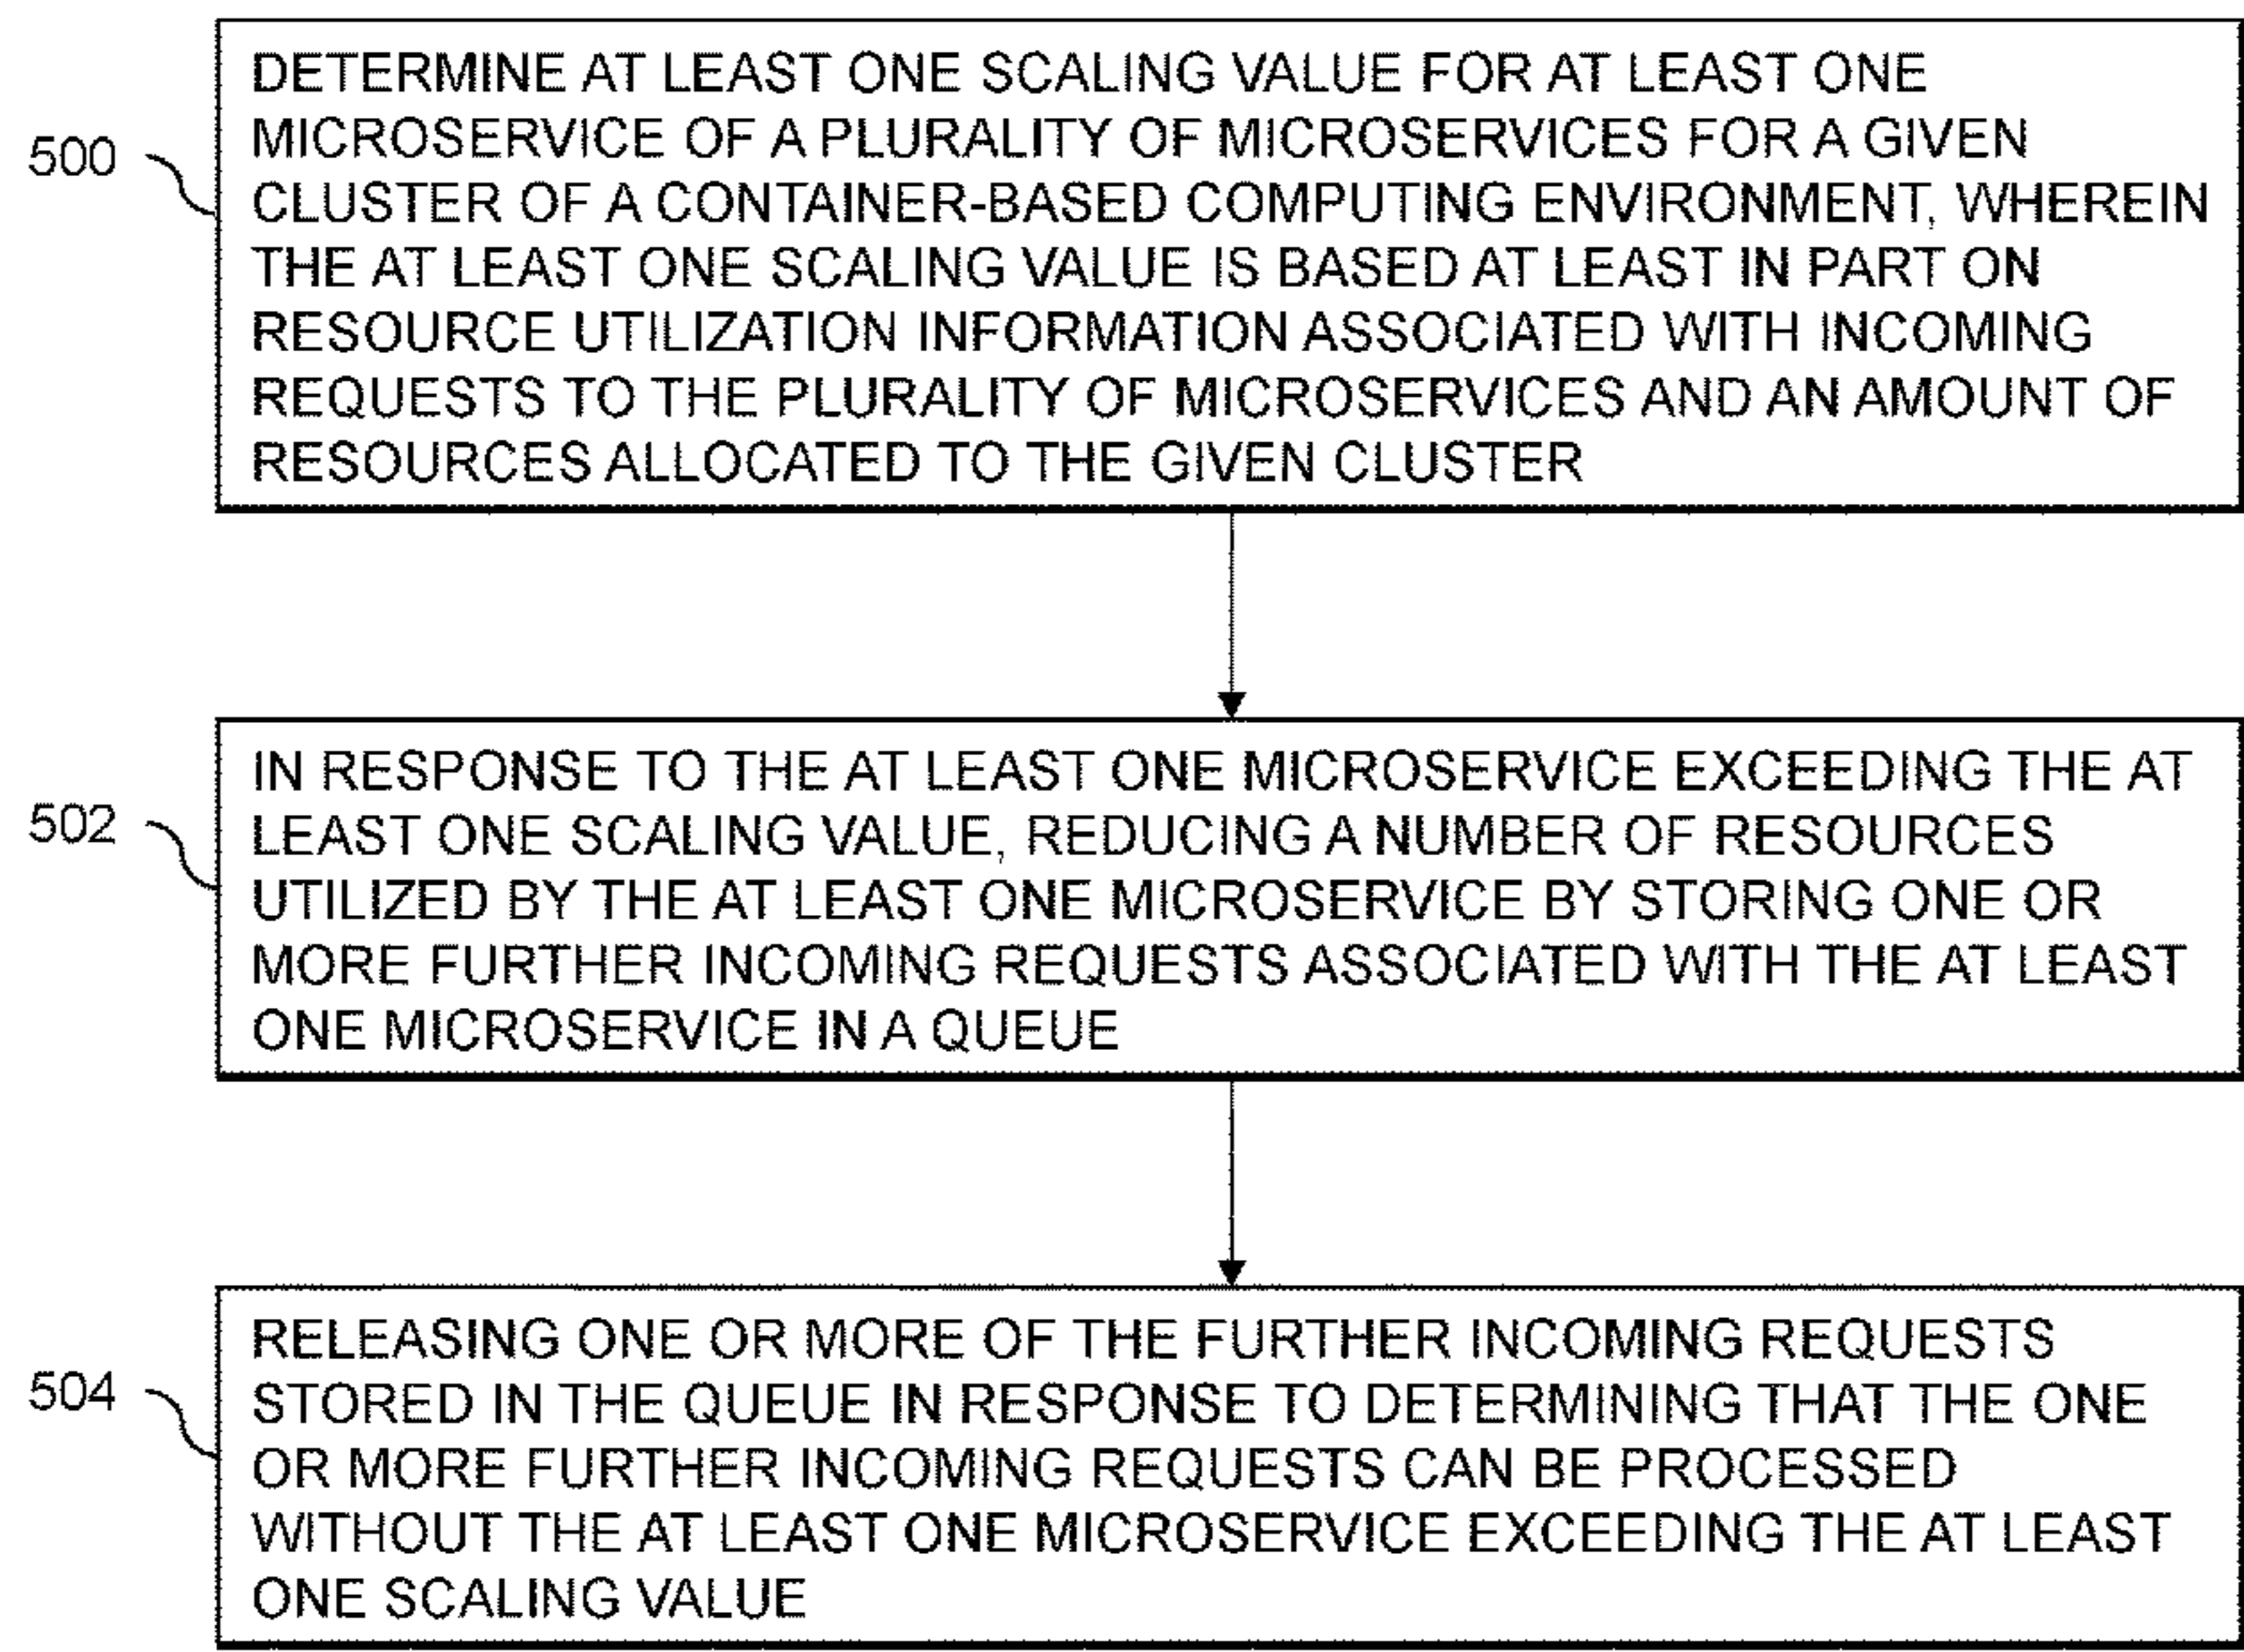 500
DETERMINE AT LEAST ONE SCALING VALUE FOR AT LEAST ONE
MICROSERVICE OF A PLURALITY OF MICROSERVICES FOR A GIVEN
CLUSTER OF A CONTAINER-BASED COMPUTING ENVIRONMENT, WHEREIN
THE AT LEAST ONE SCALING VALUE IS BASED AT LEAST IN PART ON
RESOURCE UTILIZATION INFORMATION ASSOCIATED WITH INCOMING
REQUESTS TO THE PLURALITY OF MICROSERVICES AND AN AMOUNT OF
RESOURCES ALLOCATED TO THE GIVEN CLUSTER
502
IN RESPONSE TO THE AT LEAST ONE MICROSERVICE EXCEEDING THE AT
LEAST ONE SCALING VALUE, REDUCING A NUMBER OF RESOURCES
UTILIZED BY THE AT LEAST ONE MICROSERVICE BY STORING ONE OR
MORE FURTHER INCOMING REQUESTS ASSOCIATED WITH THE AT LEAST
ONE MICROSERVICE IN A QUEUE
504
RELEASING ONE OR MORE OF THE FURTHER INCOMING REQUESTS
STORED IN THE QUEUE IN RESPONSE TO DETERMINING THAT THE ONE
OR MORE FURTHER INCOMING REQUESTS CAN BE PROCESSED
WITHOUT THE AT LEAST ONE MICROSERVICE EXCEEDING THE AT LEAST
ONE SCALING VALUE